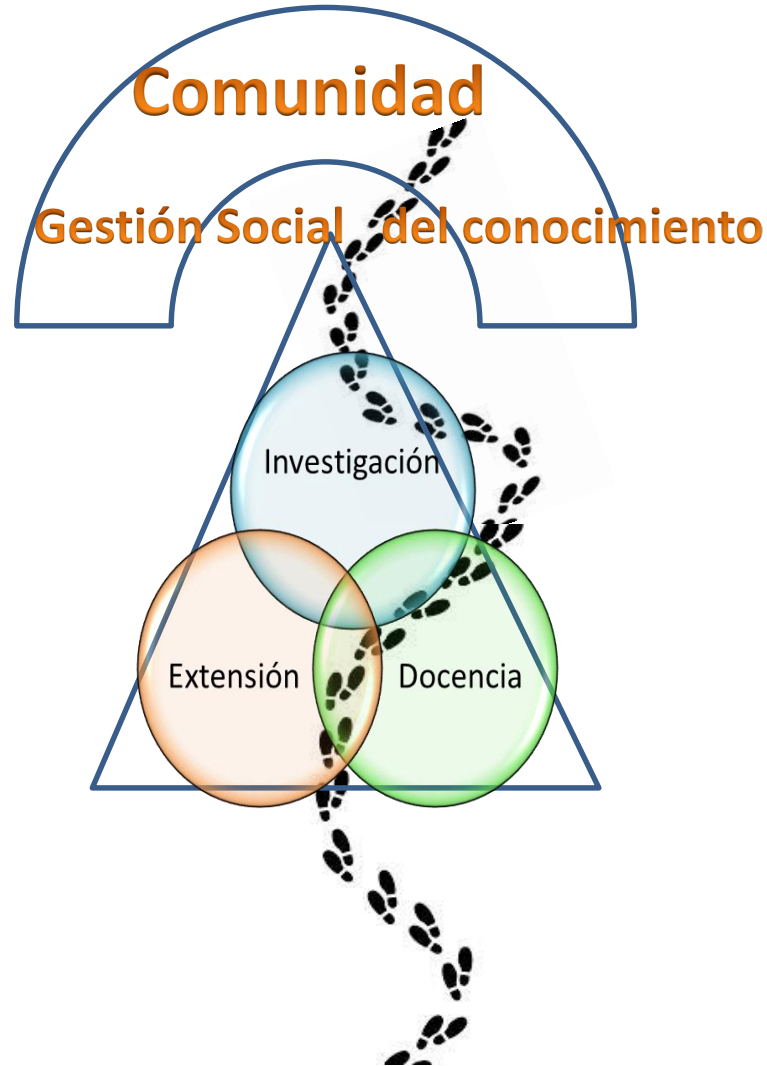 Comunidad
Gestión Social del conocimiento
Investigación
Extensión Docencia